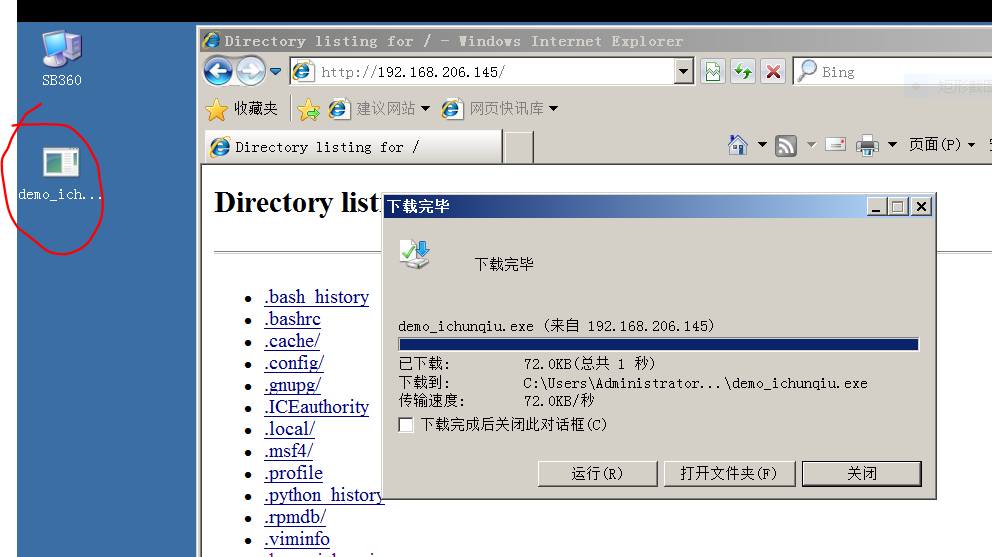 SB360
demo_ich...
Directory listing for / - Windows Internet Explorer
http://192.168.206.145/
Bing
矩形截图
收藏夹
建议网站
网页快讯库
Directory listing for /
页面(P)
Directory list
下载完毕
下载完毕
demo_ichunqiu.exe (来自 192.168.206.145)
已下载: 72.0KB(总共 1 秒)
下载到: C:\Users\Administrator...\demo_ichunqiu.exe
传输速度: 72.0KB/秒
下载完成后关闭此对话框(C)
运行(R) 打开文件夹(F) 关闭
.bash_history
.bashrc
.cache/
.config/
.gnupg/
.ICEauthority
.local/
.msf4/
.profile
.python_history
.rpmdb/
.viminfo